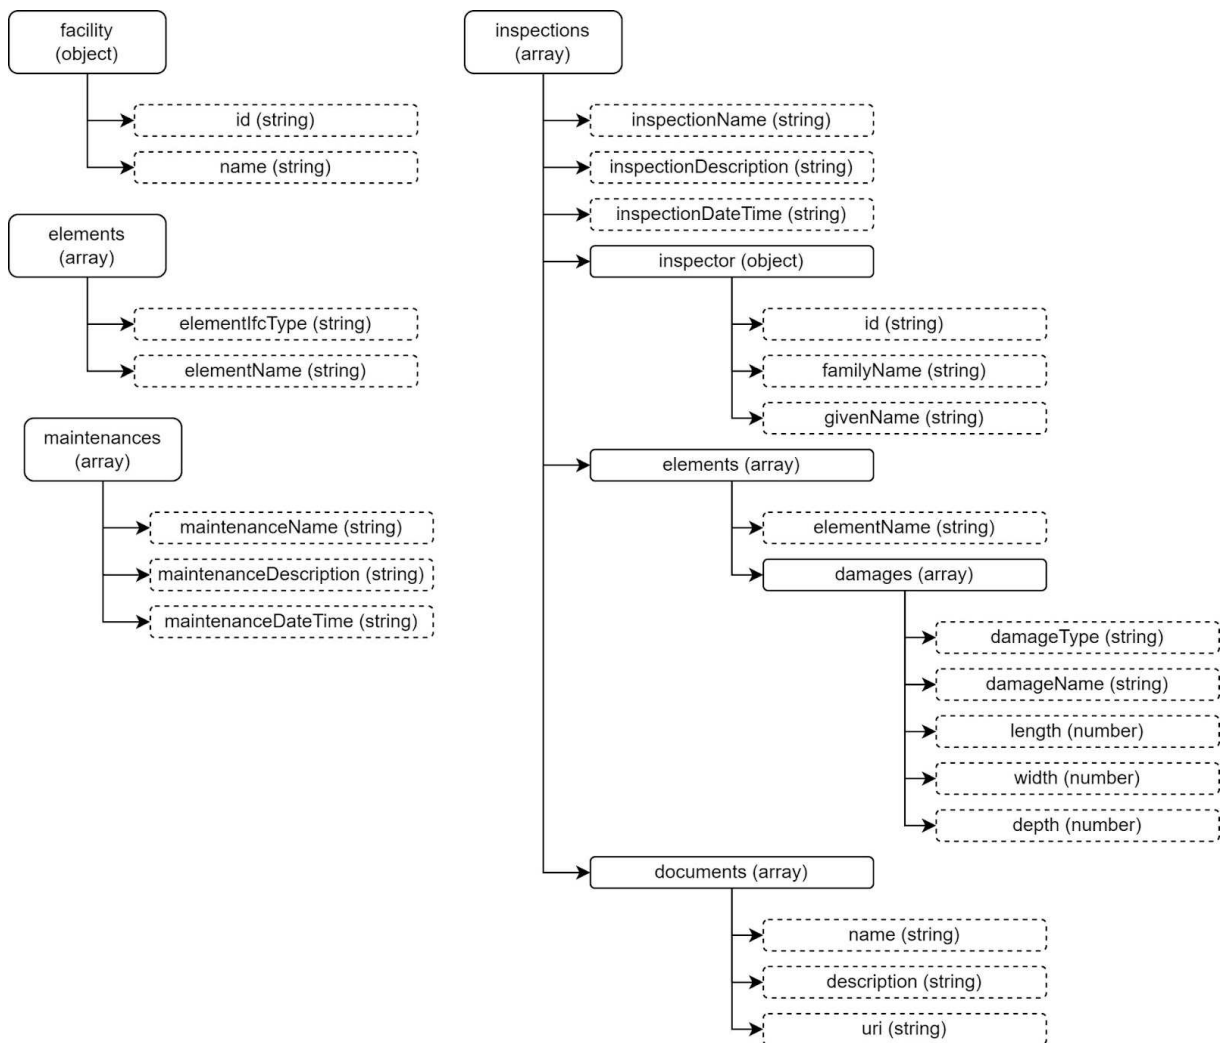 facility
(object)
id (string)
name (string)
elements
(array)
elementIfcType (string)
elementName (string)
maintenances
(array)
maintenanceName (string)
maintenanceDescription (string)
maintenanceDateTime (string)
inspections
(array)
inspectionName (string)
inspectionDescription (string)
inspectionDateTime (string)
inspector (object)
id (string)
familyName (string)
givenName (string)
elements (array)
elementName (string)
damages (array)
damageType (string)
damageName (string)
length (number)
width (number)
depth (number)
documents (array)
name (string)
description (string)
uri (string)